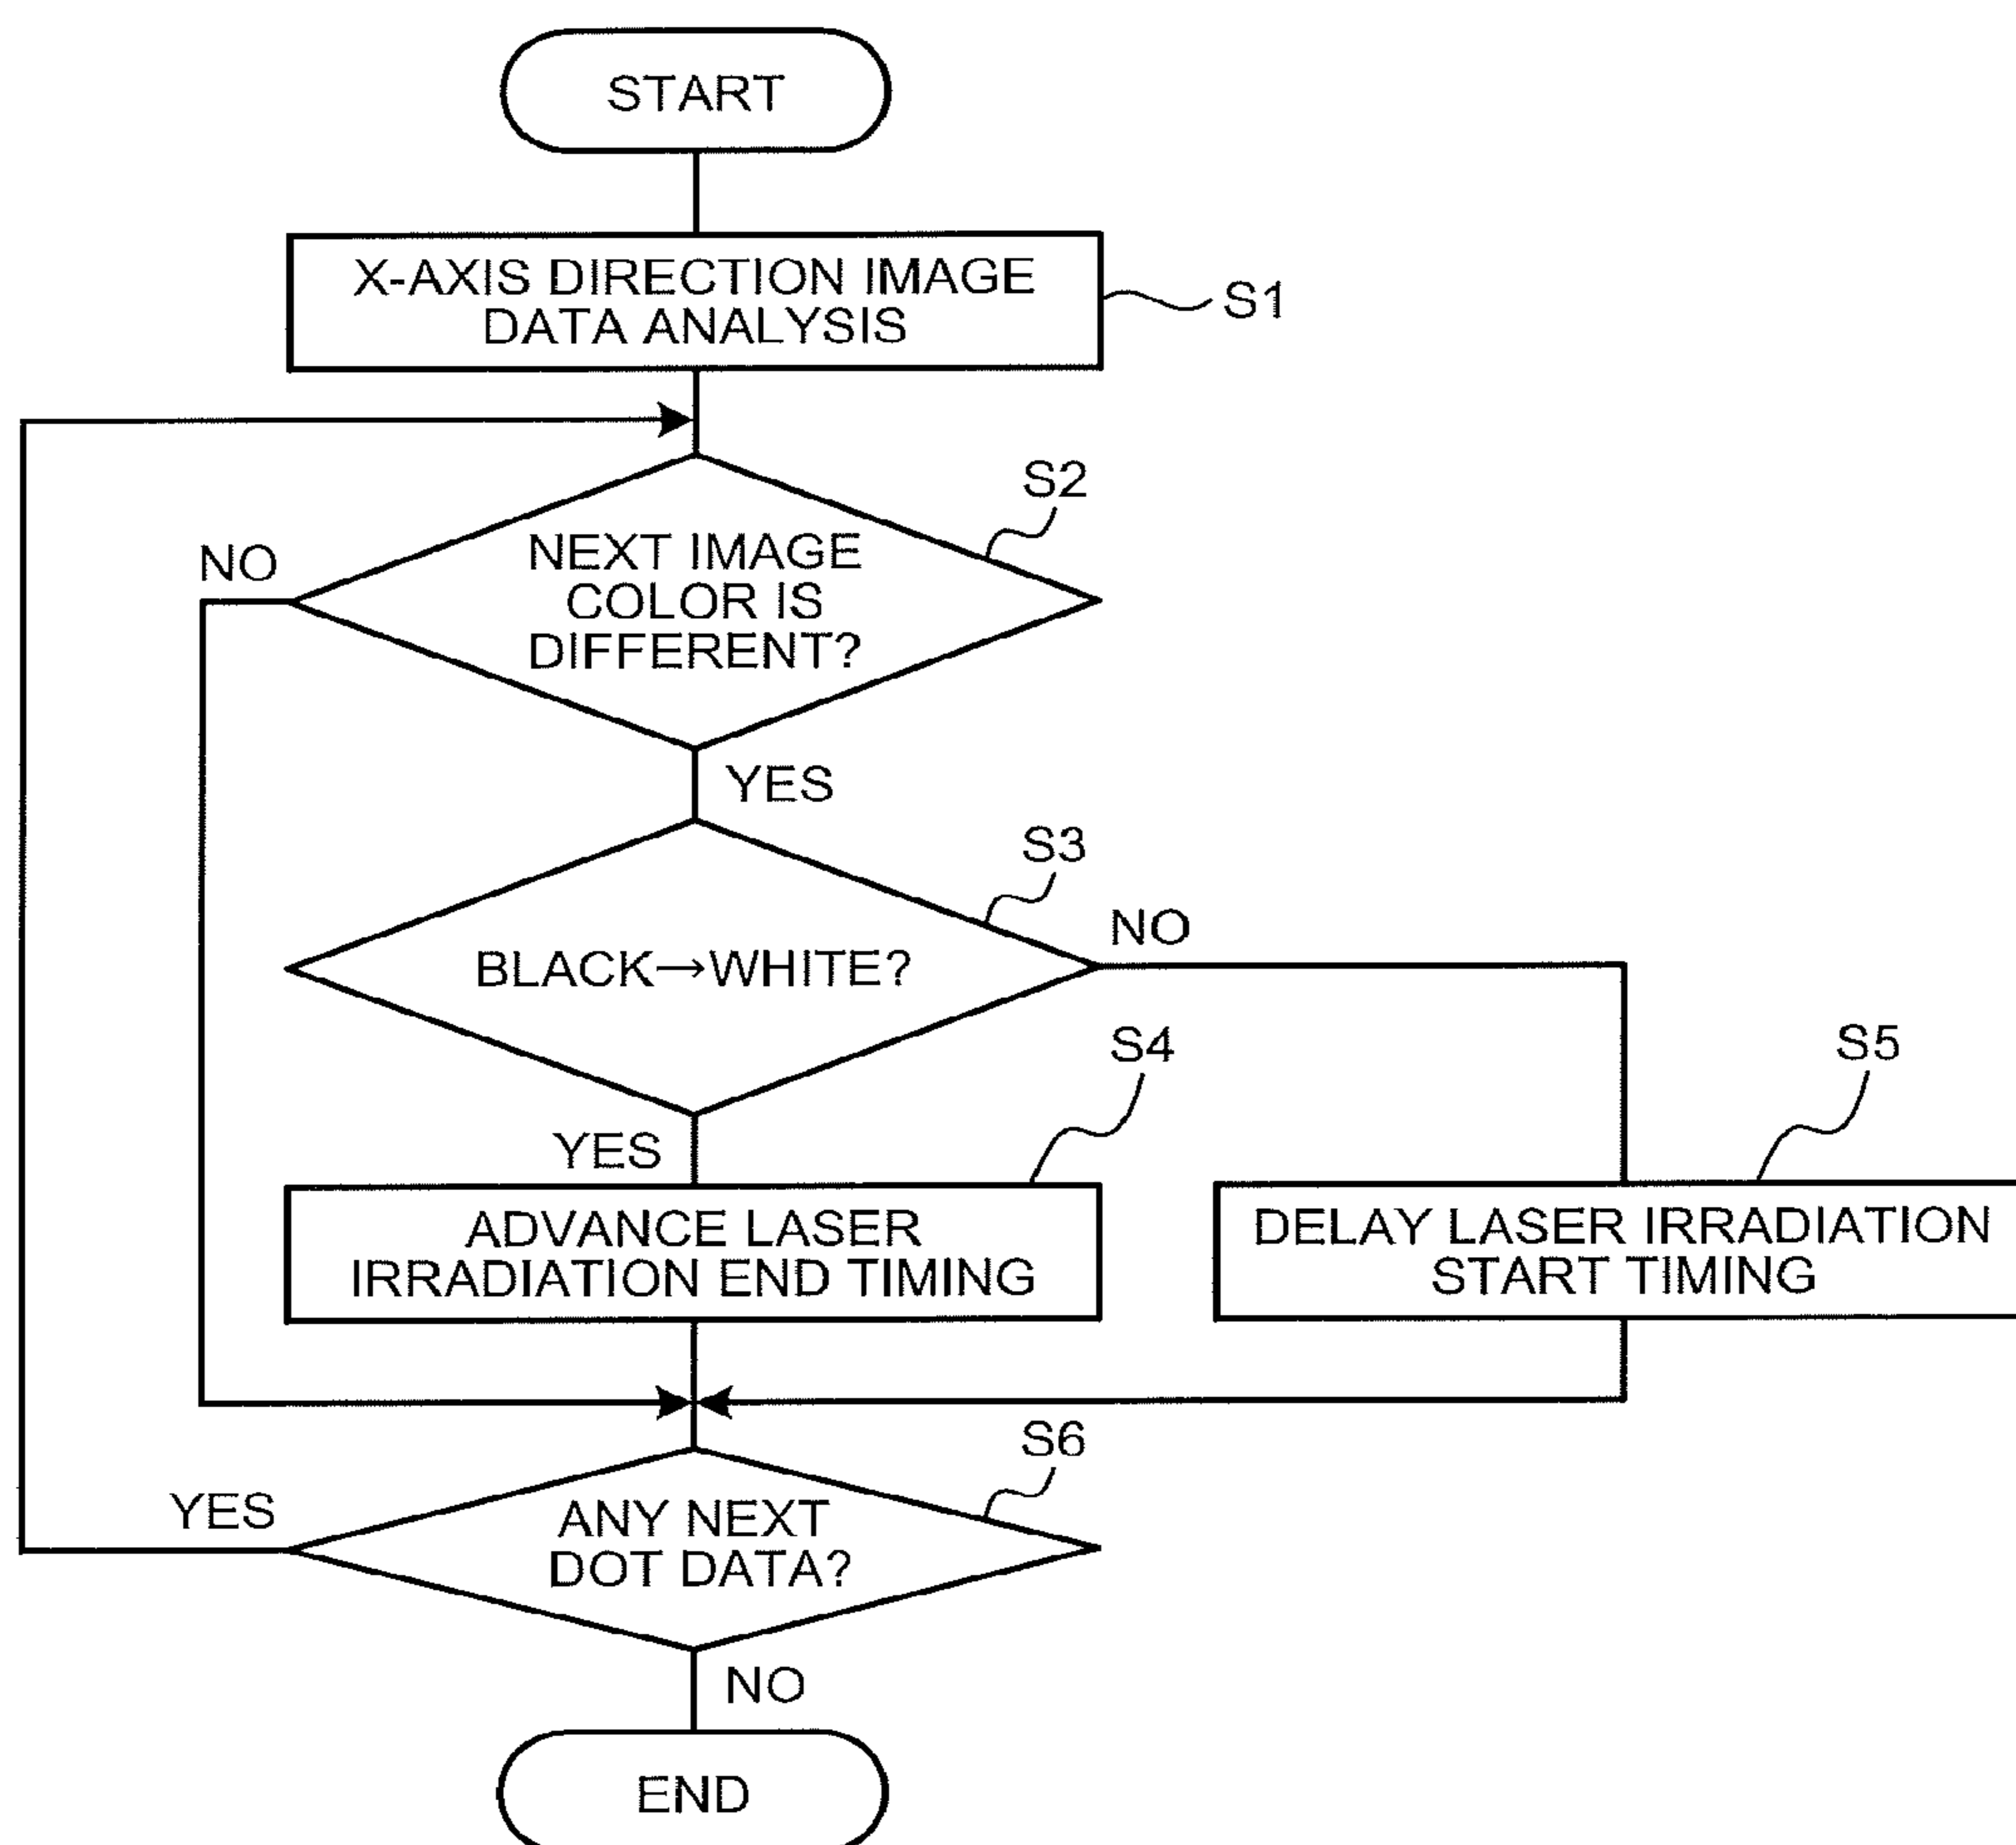 START
X-AXIS DIRECTION IMAGE
DATA ANALYSIS
S1
S2
NEXT IMAGE
COLOR IS
DIFFERENT?
NO
YES
S3
BLACK→WHITE?
NO
YES
S4
ADVANCE LASER
IRRADIATION END TIMING
S5
DELAY LASER IRRADIATION
START TIMING
S6
ANY NEXT
DOT DATA?
YES
NO
END